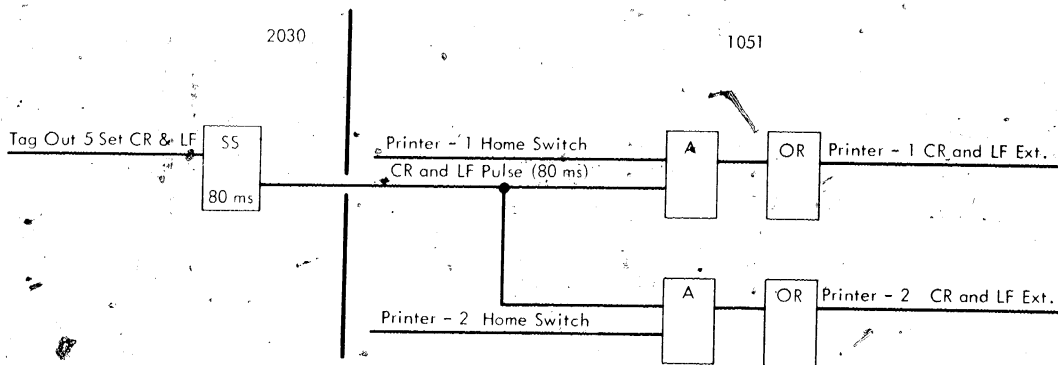 2030
1051
Tag Out 5 Set CR & LF
SS
80 ms
Printer - 1 Home Switch
CR and LF Pulse (80 ms)
A
OR
Printer - 1 CR and LF Ext.
A
OR
Printer - 2 CR and LF Ext.
Printer - 2 Home Switch